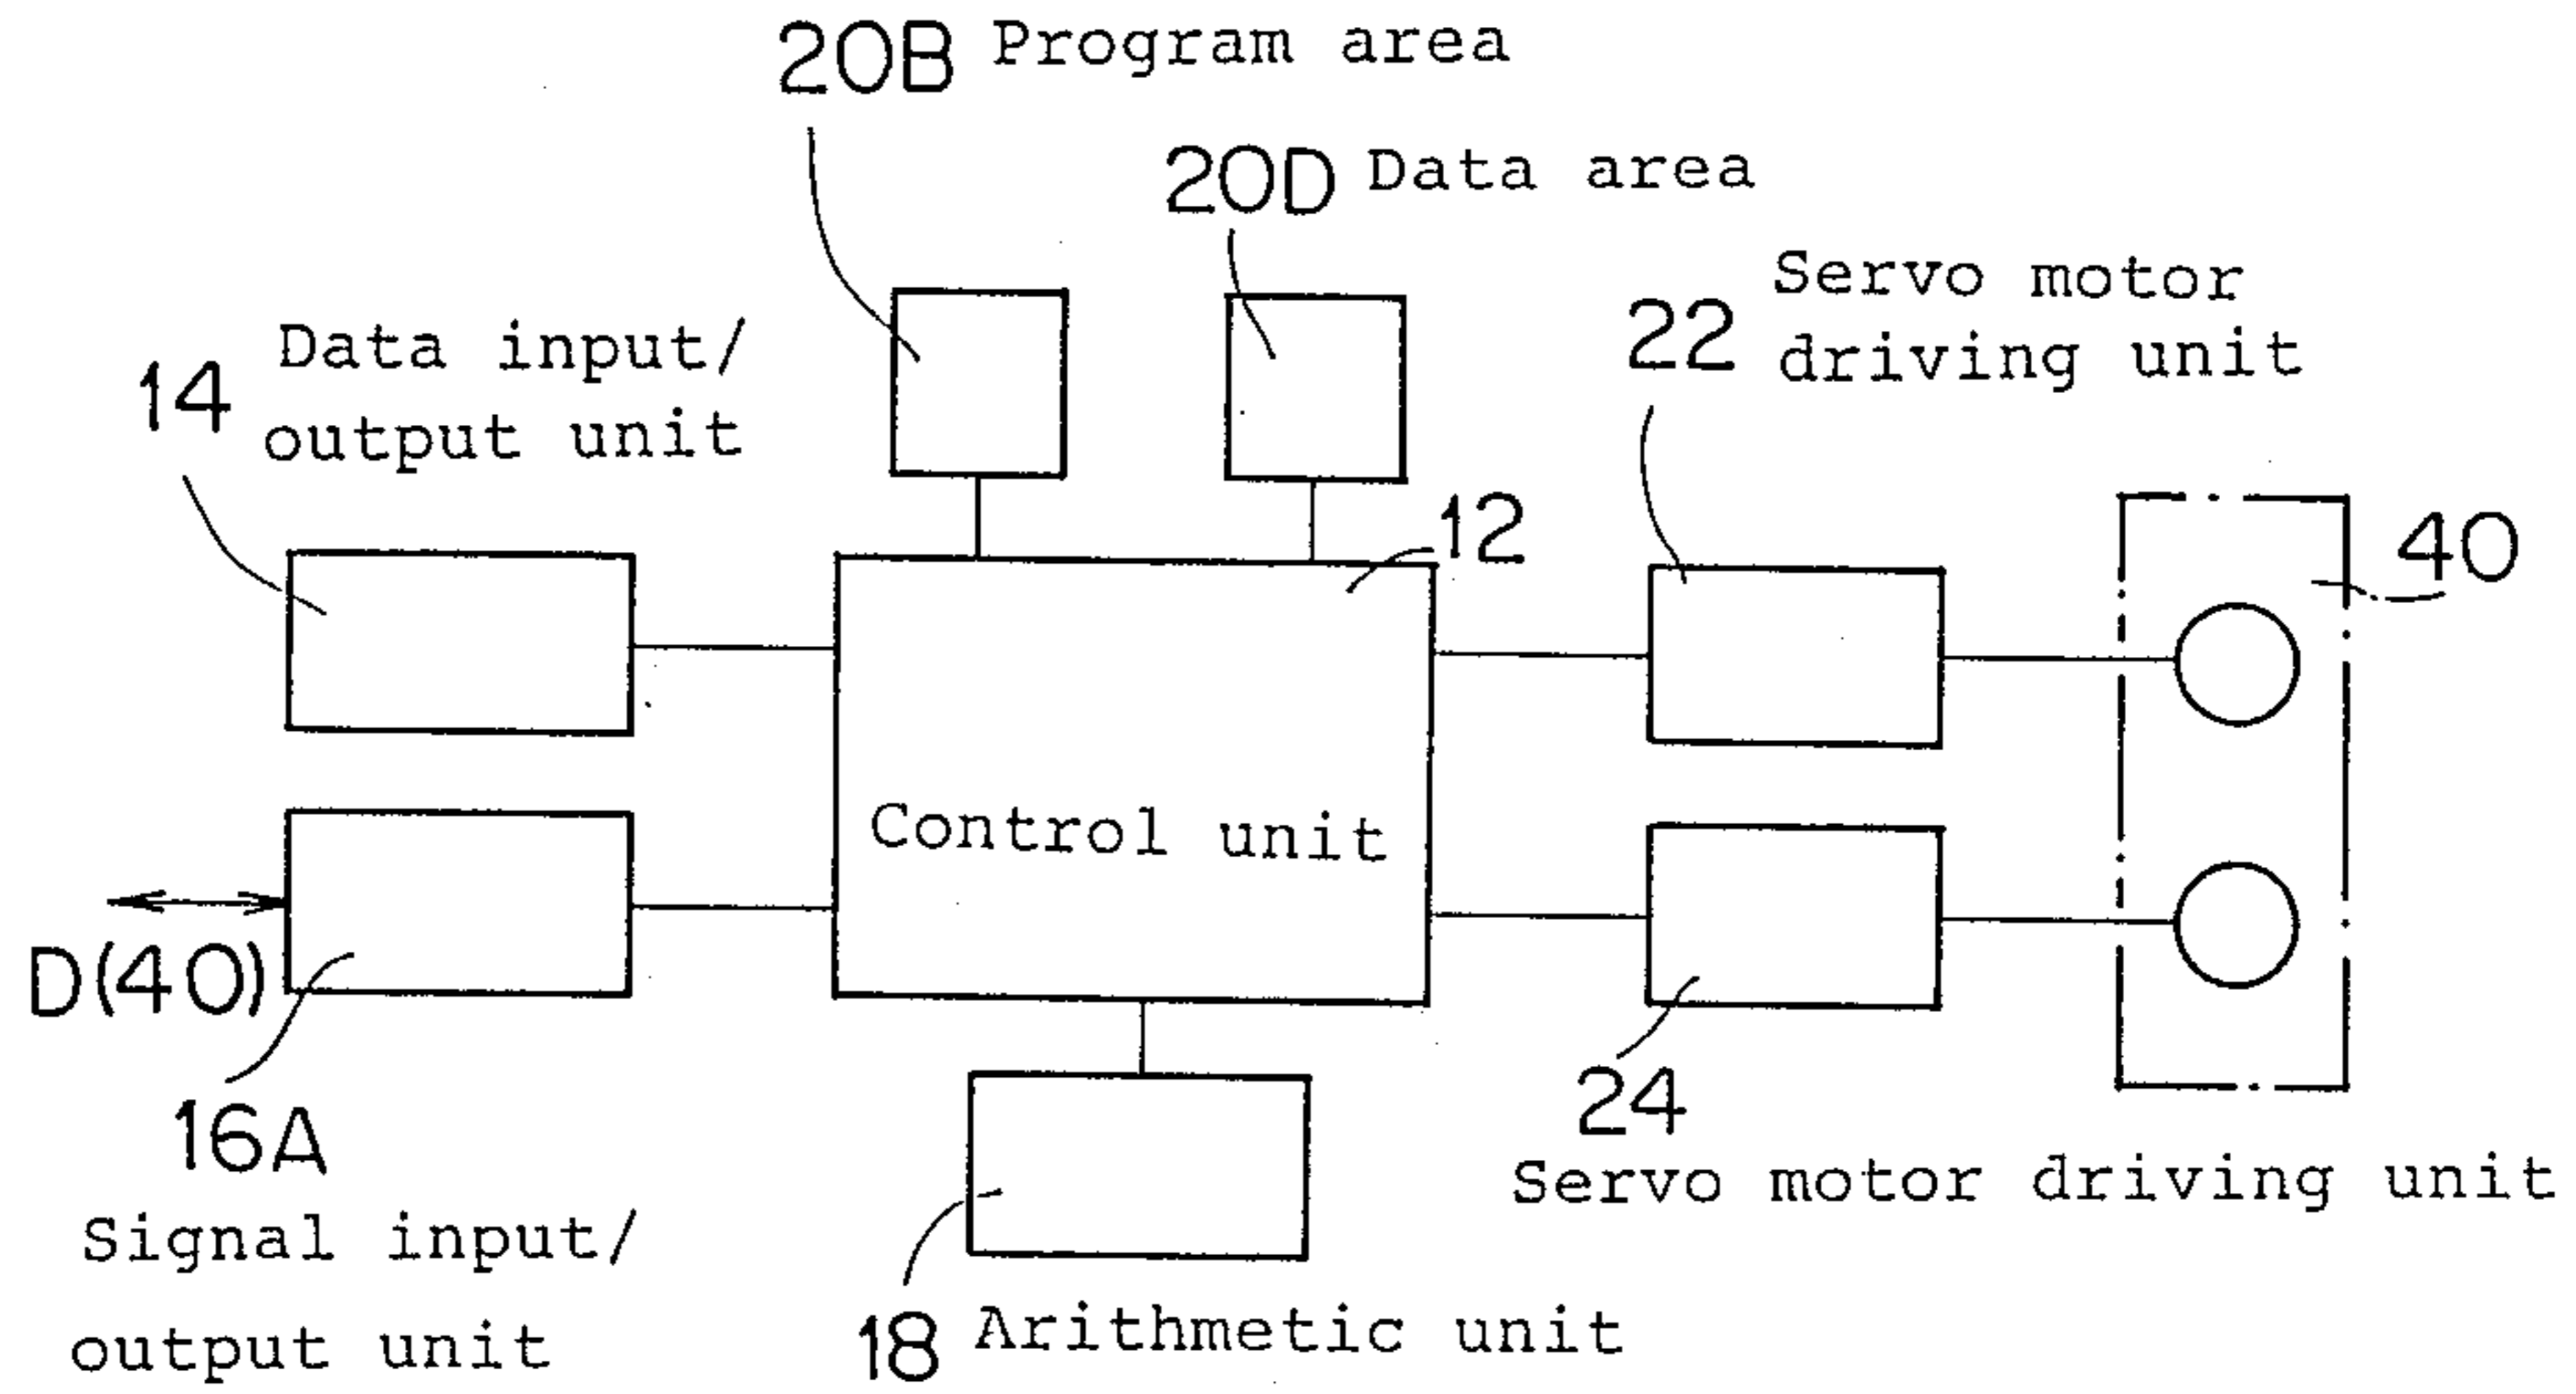 20B Program area
20D Data area
22 Servo motor
driving unit
14 Data input/
output unit
12
40
Control unit
D(40)
16A
Signal input/
output unit
24
Servo motor driving unit
18 Arithmetic unit